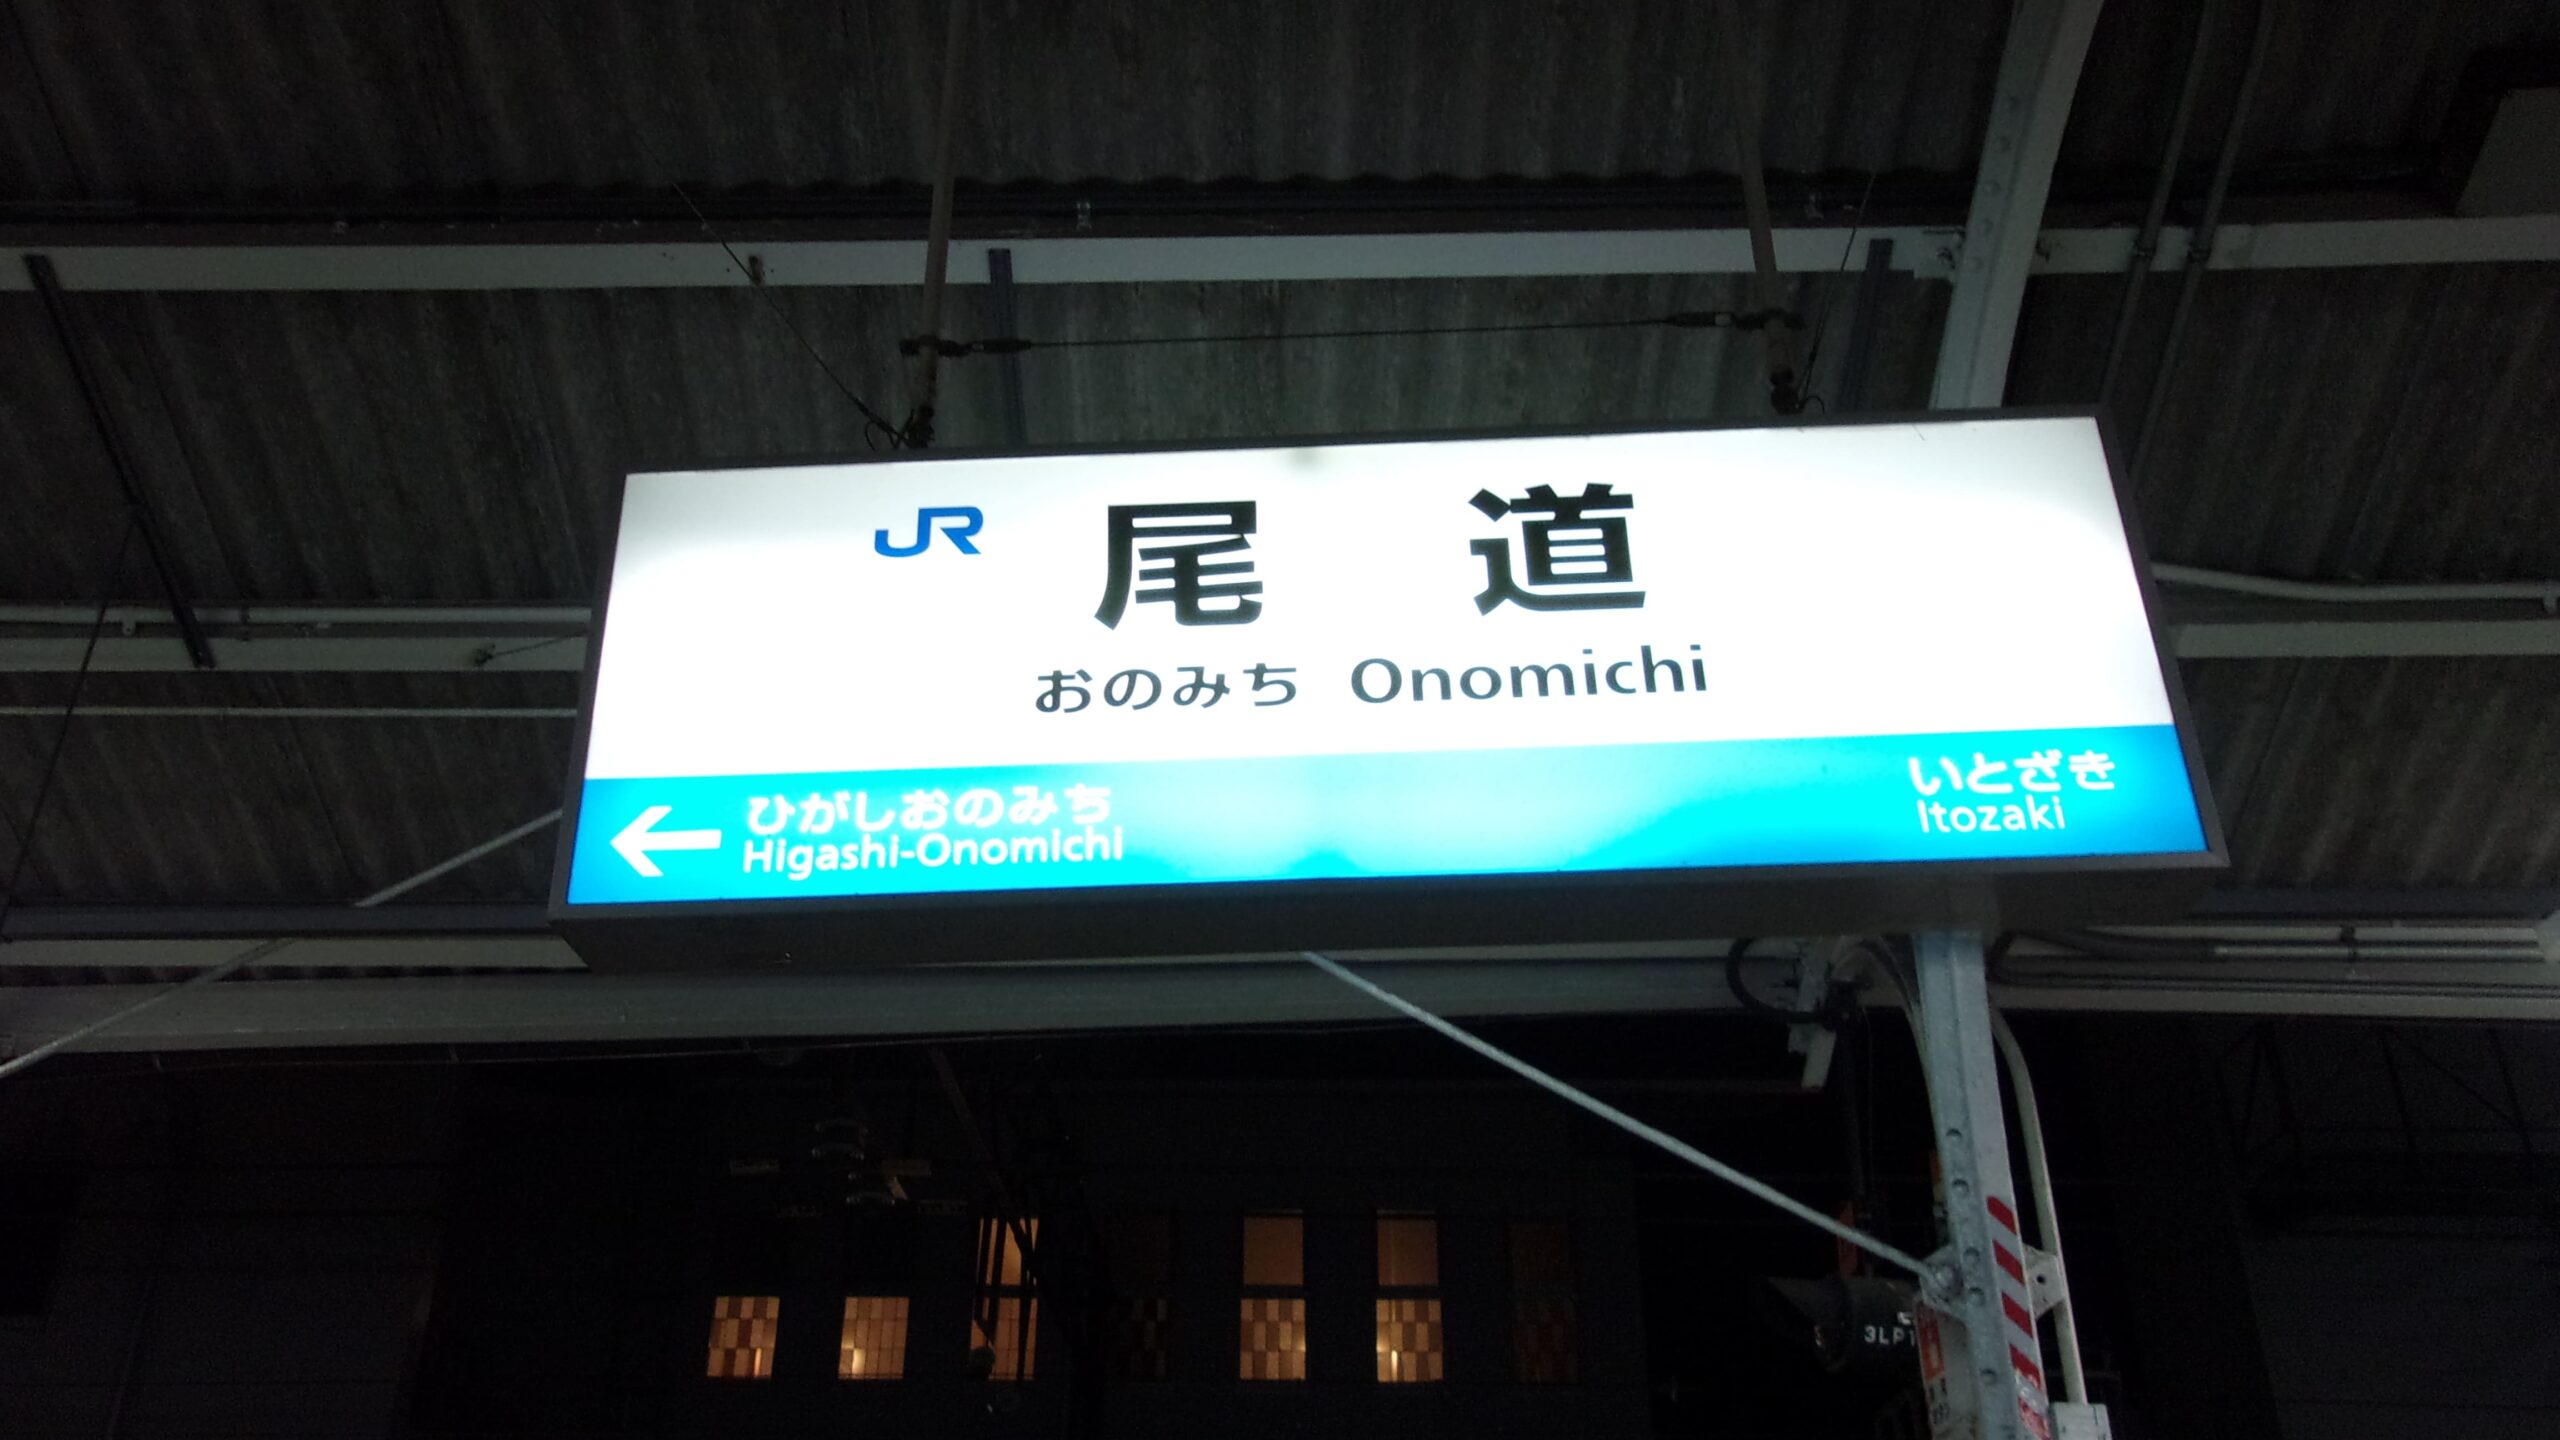 JR 尾道
おのみち Onomichi
← ひがしおのみち
Higashi-Onomichi
いとざき
Itozaki
3LP1